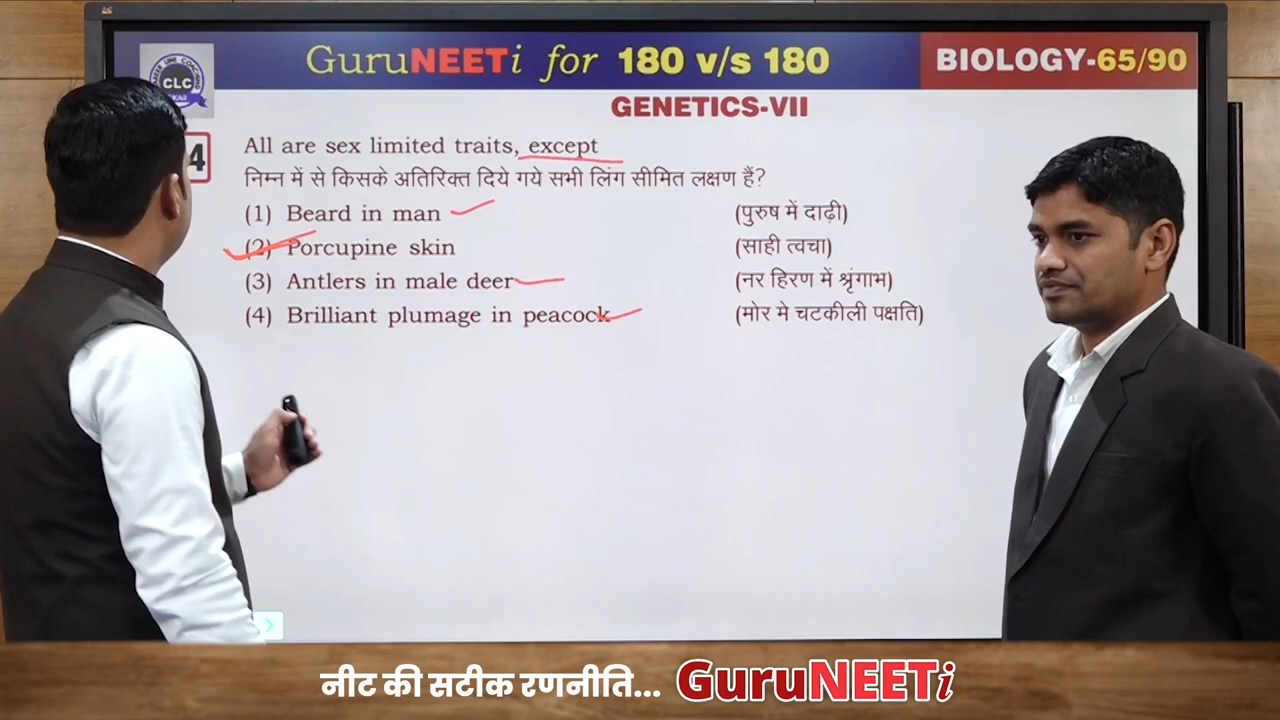 GuruNEETi for 180 v/s 180
BIOLOGY-65/90
CLC
GENETICS-VII
4
All are sex limited traits, except
निम्न में से किसके अतिरिक्त दिये गये सभी लिंग सीमित लक्षण हैं?
(1) Beard in man (पुरुष में दाढ़ी)
(2) Porcupine skin (साही त्वचा)
(3) Antlers in male deer (नर हिरण में श्रृंगाभ)
(4) Brilliant plumage in peacock (मोर मे चटकीली पक्षति)
नीट की सटीक रणनीति... GuruNEETi